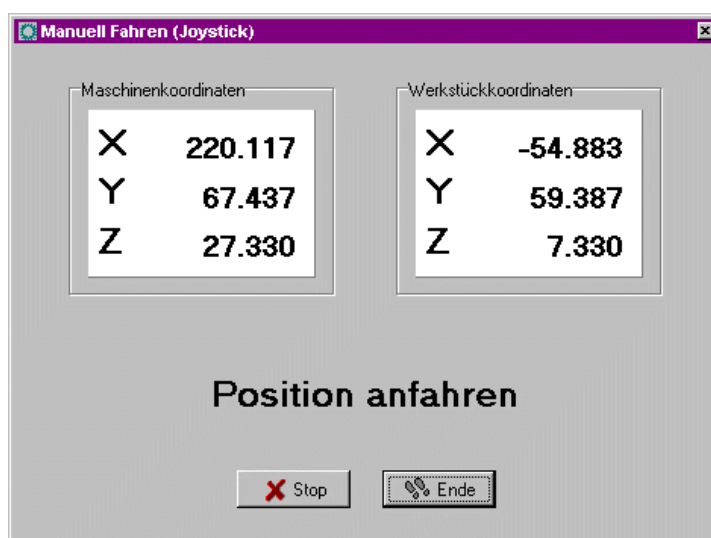 Manuell Fahren (Joystick)
Maschinenkoordinaten
X 220.117
Y 67.437
Z 27.330
Werkstückkoordinaten
X -54.883
Y 59.387
Z 7.330
Position anfahren
Stop
Ende